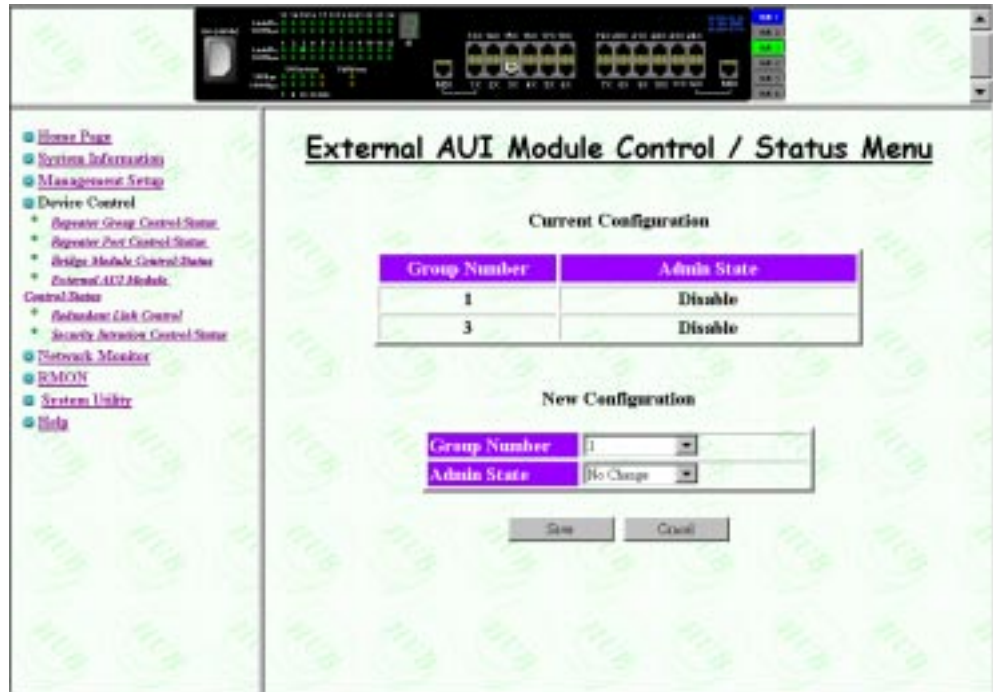 Home Page
System Information
Management Setup
Device Control
Repeater Group Control/Status
Repeater Port Control/Status
Bridge Module Control/Status
External AUI Module
Control/Status
Redundant Link Control
Security Intrusion Control/Status
Network Monitor
RMON
System Utility
Help
External AUI Module Control / Status Menu
Current Configuration
Group Number Admin State
1 Disable
3 Disable
New Configuration
Group Number 1
Admin State No Change
Save Cancel